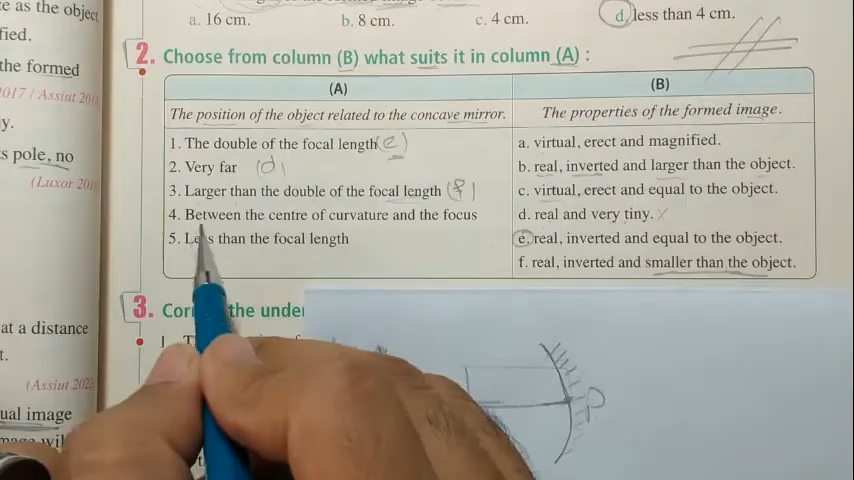 e as the object
fied.
the formed
2017 / Assiut 20
y.
s pole, no
(Luxor 201
at a distance
t.
(Assiut 202
ual image
a. 16 cm. b. 8 cm. c. 4 cm. d. less than 4 cm.
2. Choose from column (B) what suits it in column (A) :
(A) (B)
The position of the object related to the concave mirror. The properties of the formed image.
1. The double of the focal length (e) a. virtual, erect and magnified.
2. Very far (d) b. real, inverted and larger than the object.
3. Larger than the double of the focal length (f) c. virtual, erect and equal to the object.
4. Between the centre of curvature and the focus d. real and very tiny.
5. Less than the focal length e. real, inverted and equal to the object.
f. real, inverted and smaller than the object.
3. Cor the under